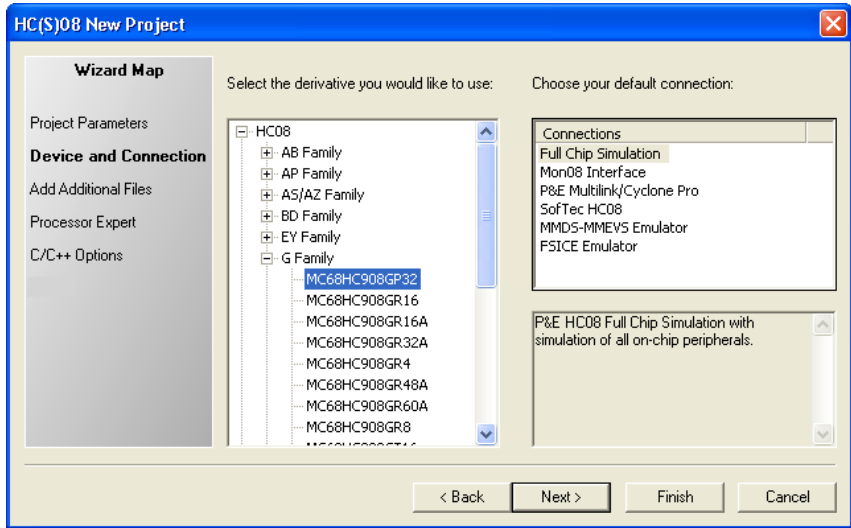 HC(S)08 New Project
Wizard Map
Project Parameters
Device and Connection
Add Additional Files
Processor Expert
C/C++ Options
Select the derivative you would like to use:
HC08
AB Family
AP Family
AS/AZ Family
BD Family
EY Family
G Family
MC68HC908GP32
MC68HC908GR16
MC68HC908GR16A
MC68HC908GR32A
MC68HC908GR4
MC68HC908GR48A
MC68HC908GR60A
MC68HC908GR8
Choose your default connection:
Connections
Full Chip Simulation
Mon08 Interface
P&E Multilink/Cyclone Pro
SofTec HC08
MMDS-MMEVS Emulator
FSICE Emulator
P&E HC08 Full Chip Simulation with
simulation of all on-chip peripherals.
< Back
Next >
Finish
Cancel